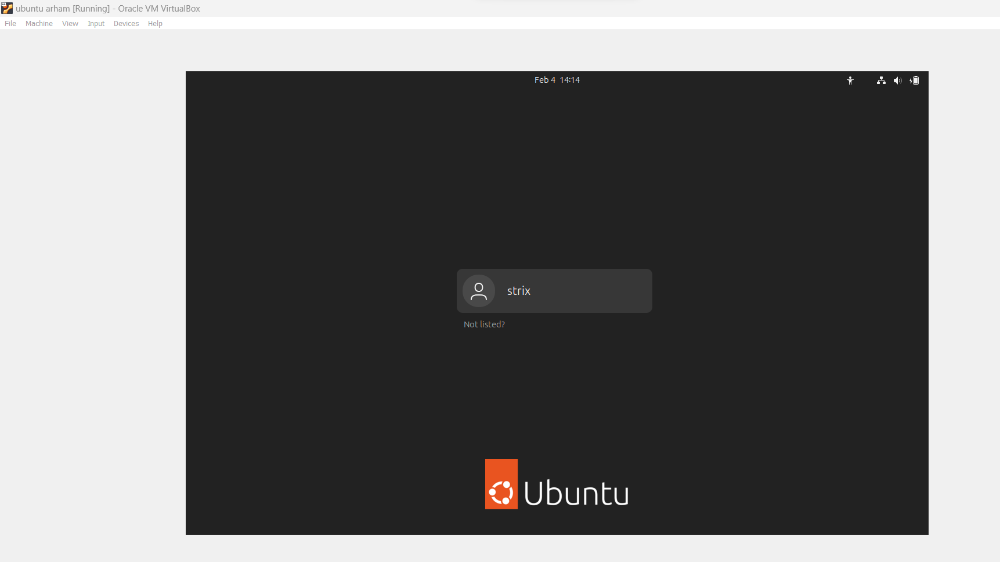 ubuntu arham [Running] - Oracle VM VirtualBox
File Machine View Input Devices Help
Feb 4 14:14
strix
Not listed?
Ubuntu